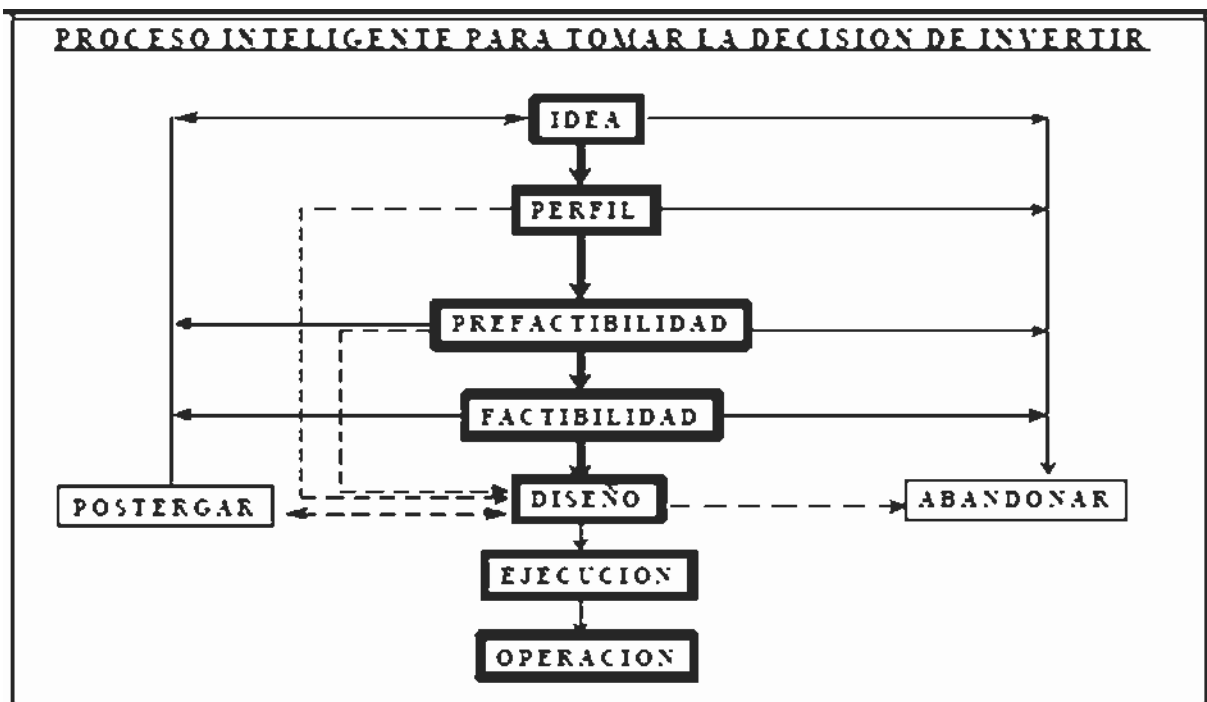 PROCESO INTELIGENTE PARA TOMAR LA DECISION DE INVERTIR
IDEA
PERFIL
PREFACTIBILIDAD
FACTIBILIDAD
POSTERGAR
DISEÑO
ABANDONAR
EJECUCION
OPERACION